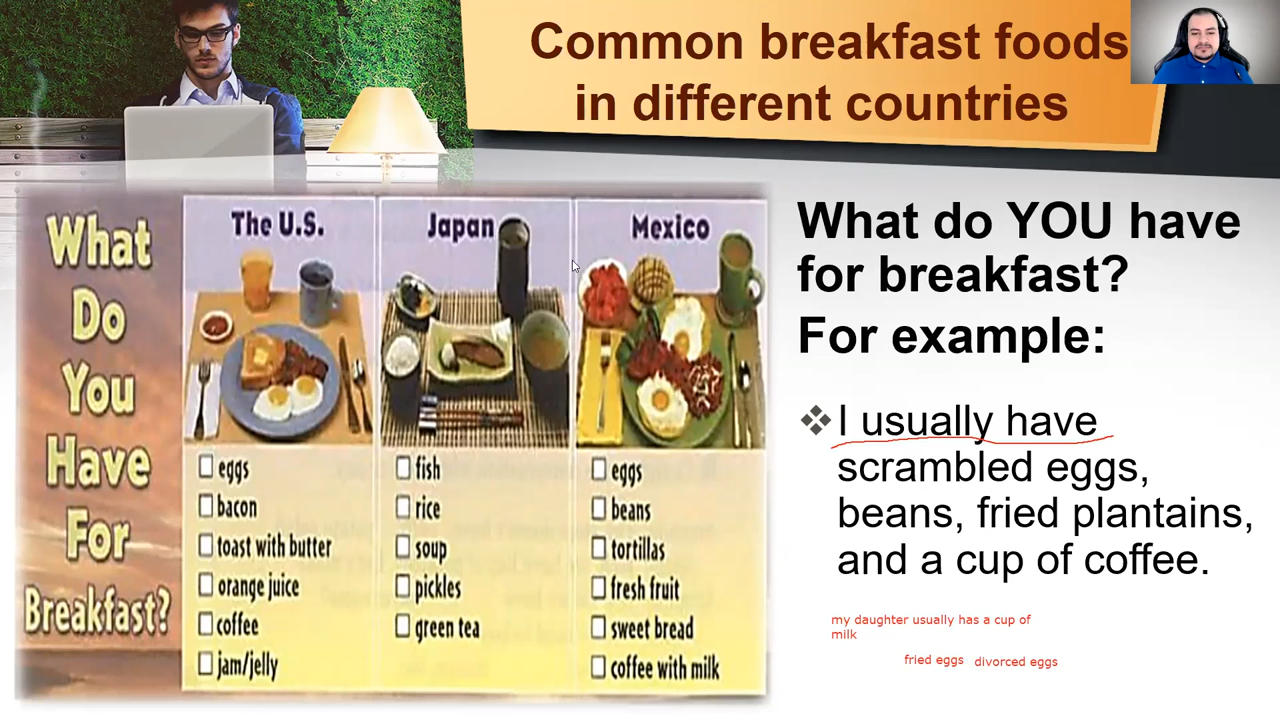 Common breakfast foods
in different countries
What
Do
You
Have
For
Breakfast?
The U.S.
eggs
bacon
toast with butter
orange juice
coffee
jam/jelly
Japan
fish
rice
soup
pickles
green tea
Mexico
eggs
beans
tortillas
fresh fruit
sweet bread
coffee with milk
What do YOU have
for breakfast?
For example:
I usually have
scrambled eggs,
beans, fried plantains,
and a cup of coffee.
my daughter usually has a cup of
milk
fried eggs
divorced eggs